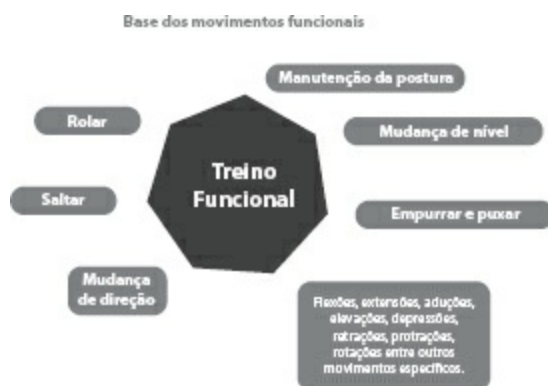 Base dos movimentos funcionais
Manutenção da postura
Rolar
Mudança de nível
Treino
Funcional
Saltar
Empurrar e puxar
Mudança
de direção
Flexões, extensões, aduções,
elevações, depressões,
retrações, protrações,
rotações entre outros
movimentos específicos.